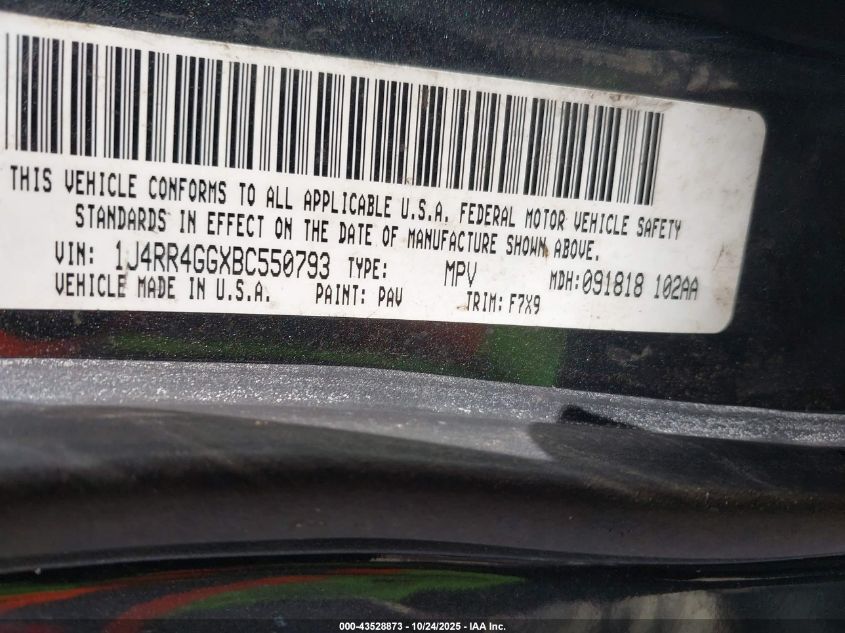 THIS VEHICLE CONFORMS TO ALL APPLICABLE U.S.A. FEDERAL MOTOR VEHICLE SAFETY
STANDARDS IN EFFECT ON THE DATE OF MANUFACTURE SHOWN ABOVE.
VIN: 1J4RR4GGXBC550793 TYPE: MPV MDH: 091818 102AA
VEHICLE MADE IN U.S.A. PAINT: PAV TRIM: F7X9
000-43528873 - 10/24/2025 - IAA Inc.